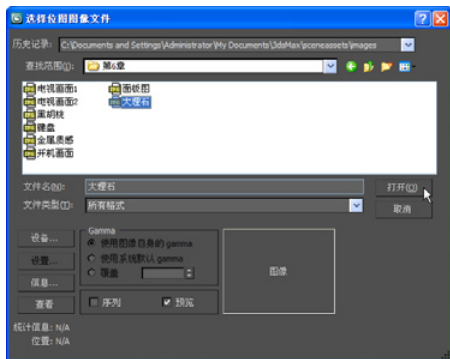 选择位图图像文件
历史记录: C:\Documents and Settings\Administrator\My Documents\3dsMax\sceneassets\images
查找范围(I): 第6章
电视画面1 面板图
电视画面2 大理石
黑胡桃
键盘
金属质感
开机画面
文件名(N): 大理石 打开(O)
文件类型(T): 所有格式 取消
设备... Gamma
使用图像自身的 gamma
设置... 使用系统默认 gamma
覆盖
信息... 图像
查看 序列 预览
统计信息: N/A
位置: N/A